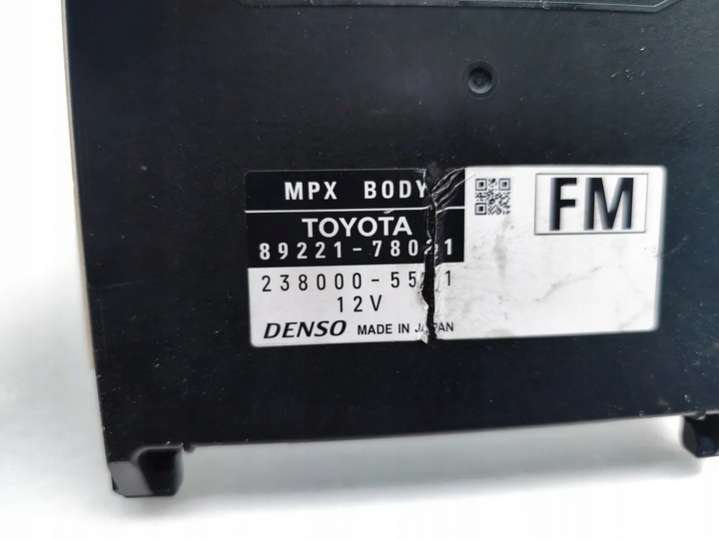 MPX BODY
TOYOTA
12V
DENSO MADE IN JAPAN
FM